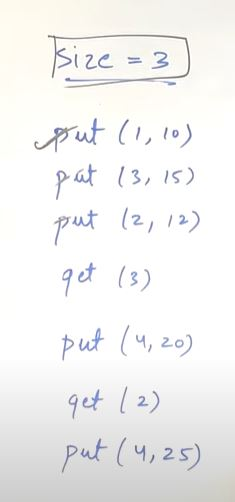 Size = 3
put (1, 10)
put (3, 15)
put (2, 12)
get (3)
put (4, 20)
get (2)
put (4, 25)